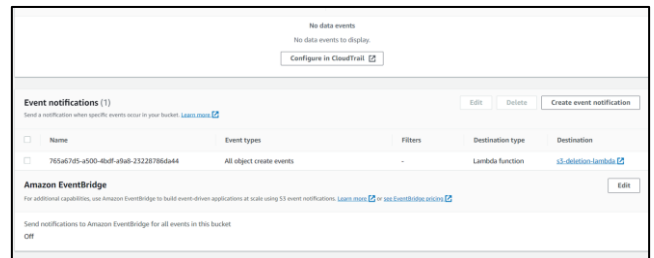 No data events
No data events to display.
Configure in CloudTrail
Event notifications (1)
Edit
Delete
Create event notification
Send a notification when specific events occur in your bucket. Learn more
Name
Event types
Filters
Destination type
Destination
765a67d5-a500-4bdf-a9a8-23228786da44
All object create events
-
Lambda function
s3-deletion-lambda
Amazon EventBridge
Edit
For additional capabilities, use Amazon EventBridge to build event-driven applications at scale using S3 event notifications. Learn more or see EventBridge pricing
Send notifications to Amazon EventBridge for all events in this bucket
Off